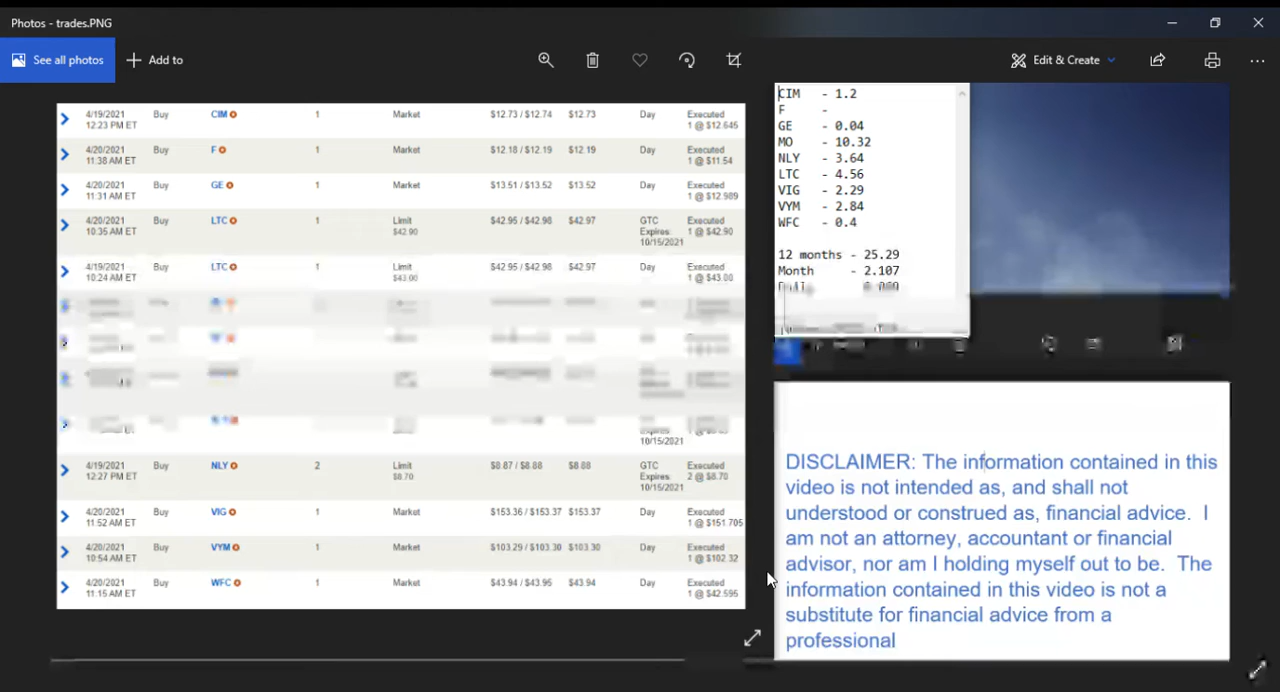 Photos - trades.PNG
See all photos
Add to
Edit & Create
4/19/2021 Buy CIM 1 Market $12.73 / $12.74 $12.73 Day Executed
12:23 PM ET 1 @ $12.645
4/20/2021 Buy F 1 Market $12.18 / $12.19 $12.19 Day Executed
11:38 AM ET 1 @ $11.54
4/20/2021 Buy GE 1 Market $13.51 / $13.52 $13.52 Day Executed
11:31 AM ET 1 @ $12.989
4/20/2021 Buy LTC 1 Limit $42.95 / $42.98 $42.97 GTC Executed
10:35 AM ET $42.90 Expires 1 @ $42.90
10/15/2021
4/19/2021 Buy LTC 1 Limit $42.95 / $42.98 $42.97 Day Executed
10:24 AM ET $43.00 1 @ $43.00
10/15/2021
4/19/2021 Buy NLY 2 Limit $8.87 / $8.88 $8.88 GTC Executed
12:27 PM ET $8.70 Expires 2 @ $8.70
10/15/2021
4/20/2021 Buy VIG 1 Market $153.36 / $153.37 $153.37 Day Executed
11:52 AM ET 1 @ $151.705
4/20/2021 Buy VYM 1 Market $103.29 / $103.30 $103.30 Day Executed
10:54 AM ET 1 @ $102.32
4/20/2021 Buy WFC 1 Market $43.94 / $43.95 $43.94 Day Executed
11:15 AM ET 1 @ $42.595
CIM - 1.2
F -
GE - 0.04
MO - 10.32
NLY - 3.64
LTC - 4.56
VIG - 2.29
VYM - 2.84
WFC - 0.4
12 months - 25.29
Month - 2.107
DISCLAIMER: The information contained in this
video is not intended as, and shall not
understood or construed as, financial advice. I
am not an attorney, accountant or financial
advisor, nor am I holding myself out to be. The
information contained in this video is not a
substitute for financial advice from a
professional